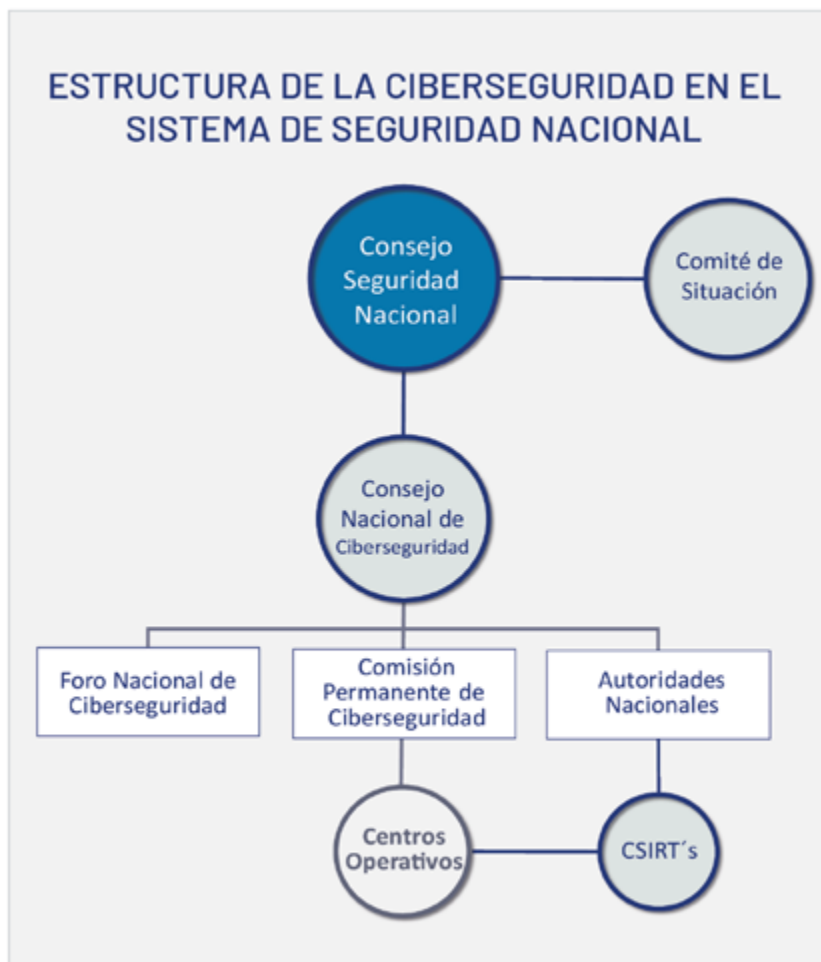 ESTRUCTURA DE LA CIBERSEGURIDAD EN EL
SISTEMA DE SEGURIDAD NACIONAL
Consejo
Seguridad
Nacional
Comité de
Situación
Consejo
Nacional de
Ciberseguridad
Foro Nacional de
Ciberseguridad
Comisión
Permanente de
Ciberseguridad
Autoridades
Nacionales
Centros
Operativos
CSIRT´s